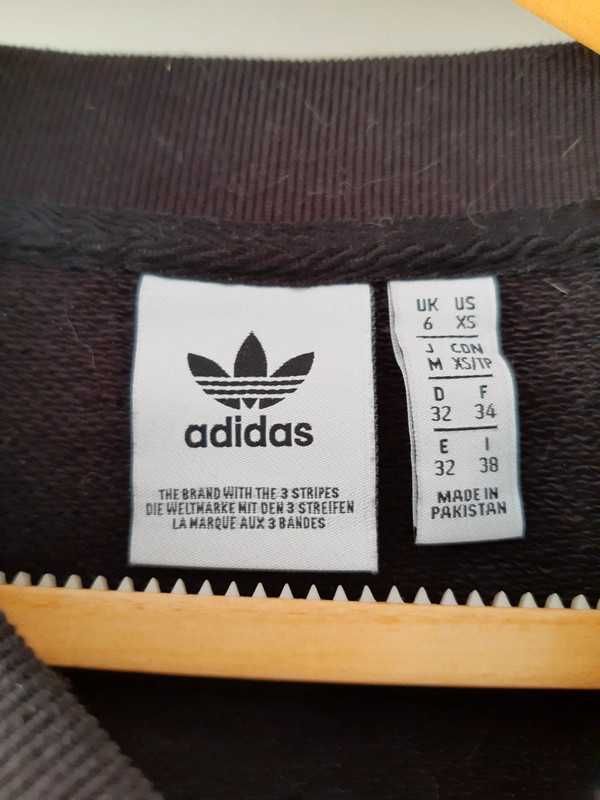 adidas
THE BRAND WITH THE 3 STRIPES
DIE WELTMARKE MIT DEN 3 STREIFEN
LA MARQUE AUX 3 BANDES
UK US
6 XS
J CDN
M XS/TP
D F
32 34
E I
32 38
MADE IN
PAKISTAN